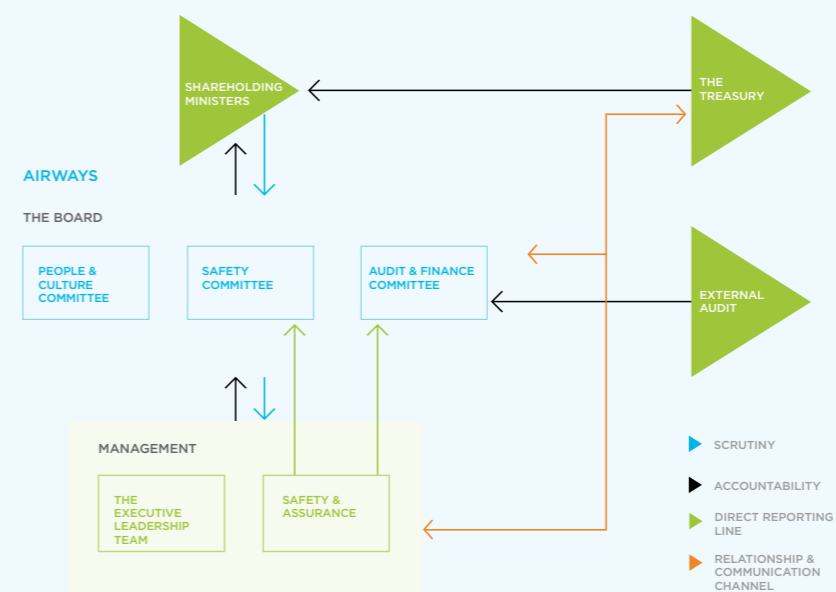 SHAREHOLDING
MINISTERS
THE
TREASURY
AIRWAYS
THE BOARD
PEOPLE &
CULTURE
COMMITTEE
SAFETY
COMMITTEE
AUDIT & FINANCE
COMMITTEE
EXTERNAL
AUDIT
MANAGEMENT
THE
EXECUTIVE
LEADERSHIP
TEAM
SAFETY &
ASSURANCE
SCRUTINY
ACCOUNTABILITY
DIRECT REPORTING
LINE
RELATIONSHIP &
COMMUNICATION
CHANNEL